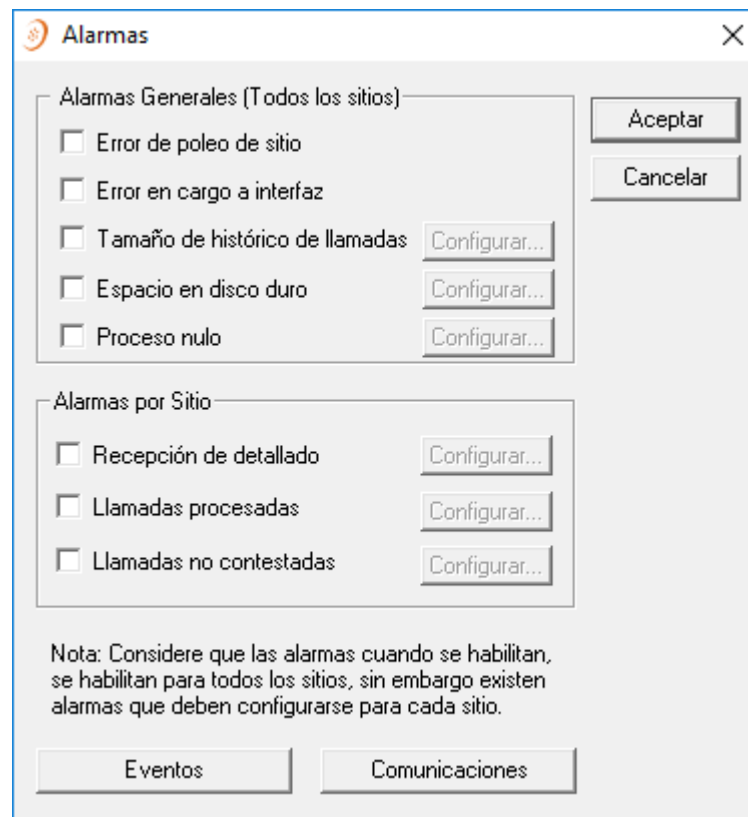 Alarmas
Alarmas Generales (Todos los sitios)
Error de poleo de sitio
Error en cargo a interfaz
Tamaño de histórico de llamadas Configurar...
Espacio en disco duro Configurar...
Proceso nulo Configurar...
Aceptar
Cancelar
Alarmas por Sitio
Recepción de detallado Configurar...
Llamadas procesadas Configurar...
Llamadas no contestadas Configurar...
Nota: Considere que las alarmas cuando se habilitan,
se habilitan para todos los sitios, sin embargo existen
alarmas que deben configurarse para cada sitio.
Eventos Comunicaciones